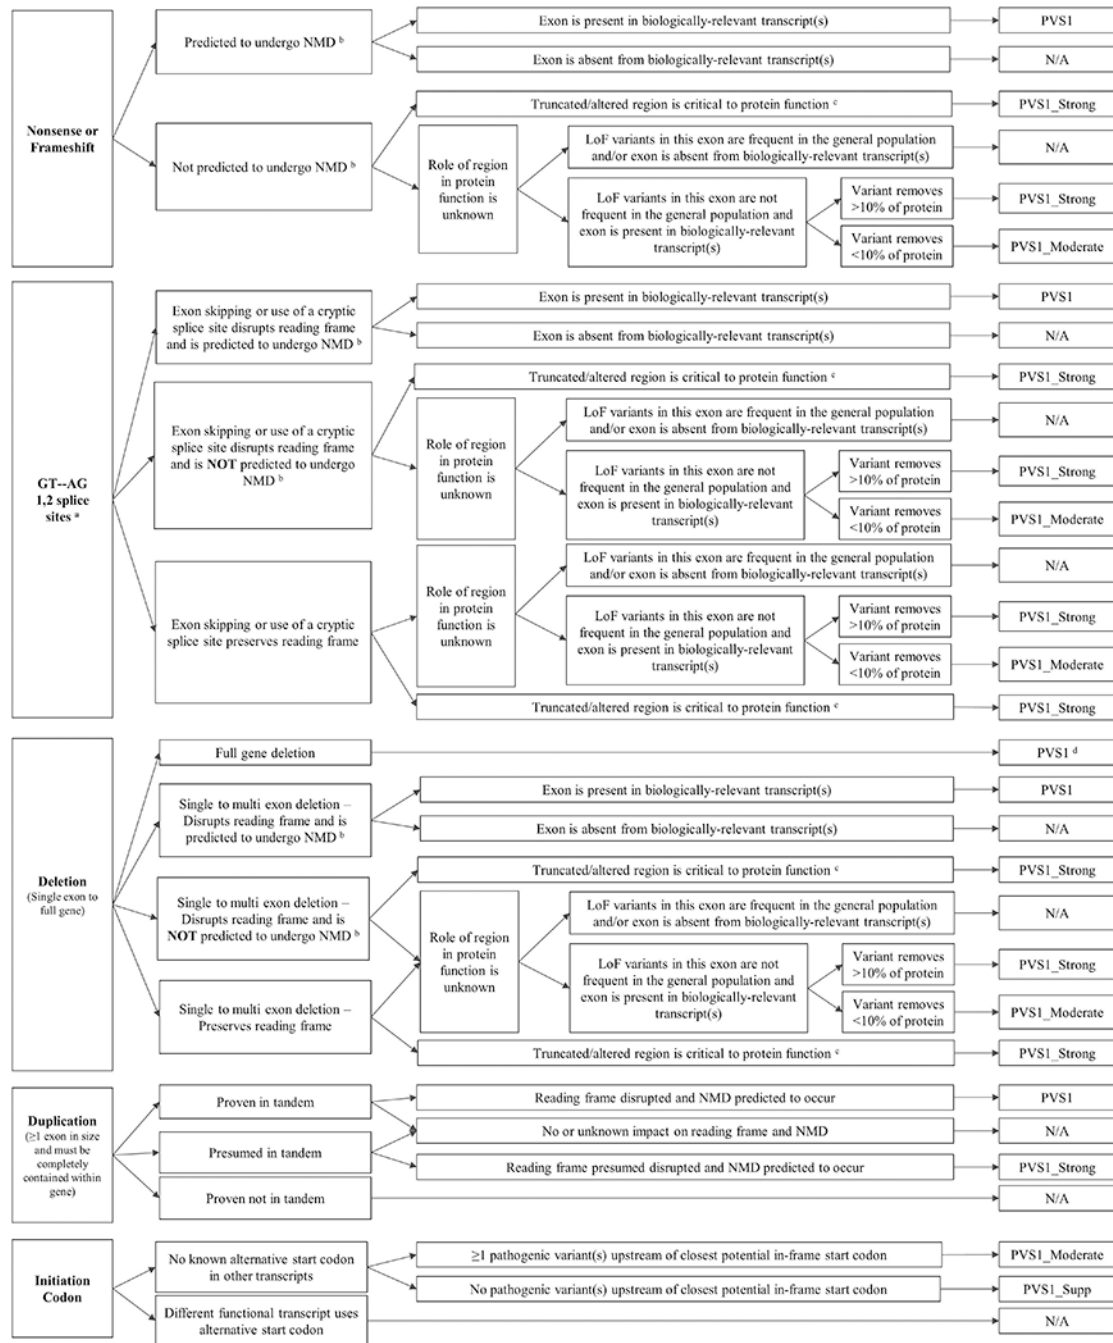 Nonsense or
Frameshift
Predicted to undergo NMD b
Exon is present in biologically-relevant transcript(s)
PVS1
Exon is absent from biologically-relevant transcript(s)
N/A
Not predicted to undergo NMD b
Truncated/altered region is critical to protein function c
PVS1_Strong
Role of region
in protein
function is
unknown
LoF variants in this exon are frequent in the general population
and/or exon is absent from biologically-relevant transcript(s)
N/A
LoF variants in this exon are not
frequent in the general population and
exon is present in biologically-relevant
transcript(s)
Variant removes
>10% of protein
PVS1_Strong
Variant removes
<10% of protein
PVS1_Moderate
GT--AG
1,2 splice
sites a
Exon skipping or use of a cryptic
splice site disrupts reading frame
and is predicted to undergo NMD b
Exon is present in biologically-relevant transcript(s)
PVS1
Exon is absent from biologically-relevant transcript(s)
N/A
Exon skipping or use of a cryptic
splice site disrupts reading frame
and is NOT predicted to undergo
NMD b
Truncated/altered region is critical to protein function c
PVS1_Strong
Role of region
in protein
function is
unknown
LoF variants in this exon are frequent in the general population
and/or exon is absent from biologically-relevant transcript(s)
N/A
LoF variants in this exon are not
frequent in the general population
and exon is present in biologically-relevant
transcript(s)
Variant removes
>10% of protein
PVS1_Strong
Variant removes
<10% of protein
PVS1_Moderate
Exon skipping or use of a cryptic
splice site preserves reading frame
Role of region
in protein
function is
unknown
LoF variants in this exon are frequent in the general population
and/or exon is absent from biologically-relevant transcript(s)
N/A
LoF variants in this exon are not
frequent in the general population and
exon is present in biologically-relevant
transcript(s)
Variant removes
>10% of protein
PVS1_Strong
Variant removes
<10% of protein
PVS1_Moderate
Truncated/altered region is critical to protein function c
PVS1_Strong
Deletion
(Single exon to
full gene)
Full gene deletion
PVS1 d
Single to multi exon deletion –
Disrupts reading frame and is
predicted to undergo NMD b
Exon is present in biologically-relevant transcript(s)
PVS1
Exon is absent from biologically-relevant transcript(s)
N/A
Single to multi exon deletion –
Disrupts reading frame and is
NOT predicted to undergo NMD b
Truncated/altered region is critical to protein function c
PVS1_Strong
Role of region
in protein
function is
unknown
LoF variants in this exon are frequent in the general population
and/or exon is absent from biologically-relevant transcript(s)
N/A
LoF variants in this exon are not
frequent in the general population and
exon is present in biologically-relevant
transcript(s)
Variant removes
>10% of protein
PVS1_Strong
Variant removes
<10% of protein
PVS1_Moderate
Single to multi exon deletion –
Preserves reading frame
Truncated/altered region is critical to protein function c
PVS1_Strong
Duplication
(≥1 exon in size
and must be
completely
contained within
gene)
Proven in tandem
Reading frame disrupted and NMD predicted to occur
PVS1
No or unknown impact on reading frame and NMD
N/A
Presumed in tandem
Reading frame presumed disrupted and NMD predicted to occur
PVS1_Strong
Proven not in tandem
N/A
Initiation
Codon
No known alternative start codon
in other transcripts
≥1 pathogenic variant(s) upstream of closest potential in-frame start codon
PVS1_Moderate
No pathogenic variant(s) upstream of closest potential in-frame start codon
PVS1_Supp
Different functional transcript uses
alternative start codon
N/A